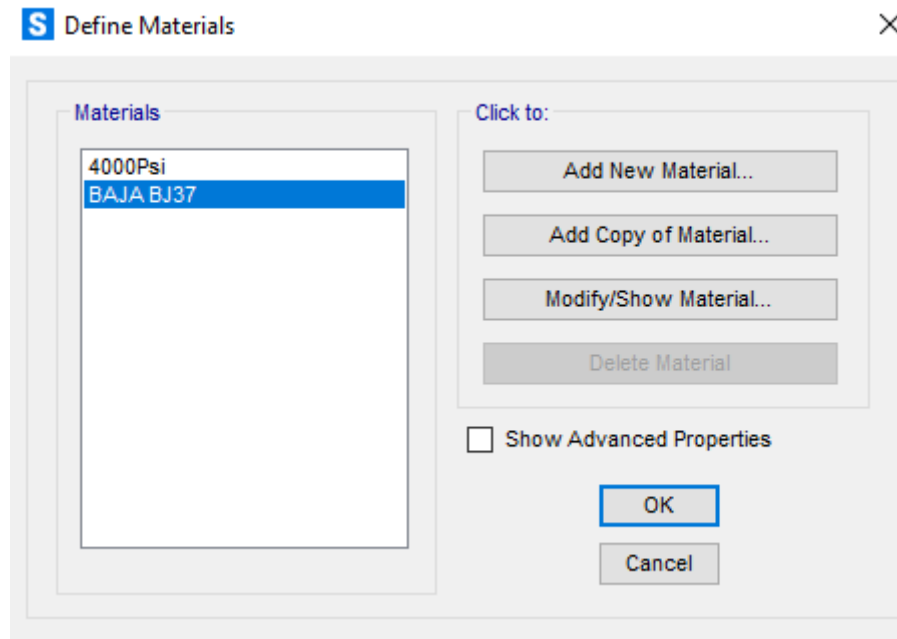 S Define Materials
Materials
4000Psi
BAJA BJ37
Click to:
Add New Material...
Add Copy of Material...
Modify/Show Material...
Delete Material
Show Advanced Properties
OK
Cancel